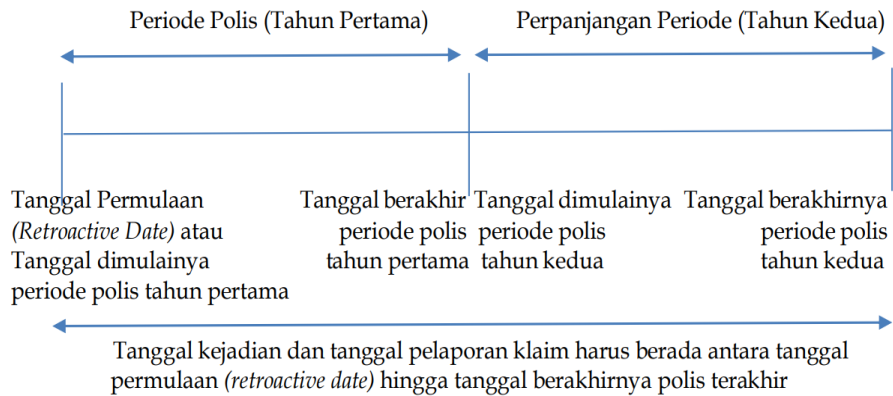 Periode Polis (Tahun Pertama)
Perpanjangan Periode (Tahun Kedua)
Tanggal Permulaan
(Retroactive Date) atau
Tanggal dimulainya
periode polis tahun pertama
Tanggal berakhir
periode polis
tahun pertama
Tanggal dimulainya
periode polis
tahun kedua
Tanggal berakhirnya
periode polis
tahun kedua
Tanggal kejadian dan tanggal pelaporan klaim harus berada antara tanggal
permulaan (retroactive date) hingga tanggal berakhirnya polis terakhir